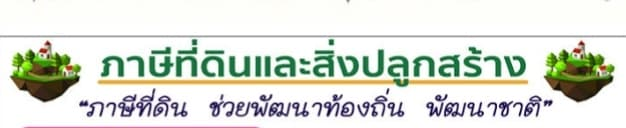 ภาษีที่ดินและสิ่งปลูกสร้าง
“ภาษีที่ดิน ช่วยพัฒนาท้องถิ่น พัฒนาชาติ”